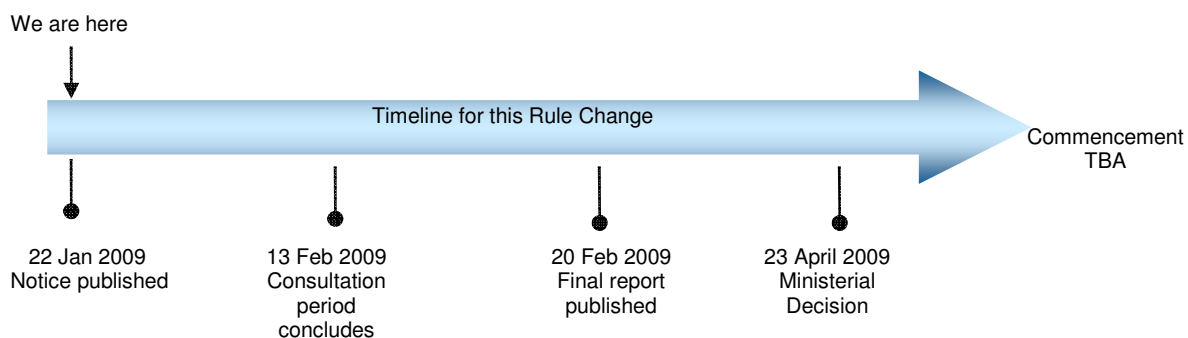 We are here
Timeline for this Rule Change
Commencement
TBA
22 Jan 2009
Notice published
13 Feb 2009
Consultation
period
concludes
20 Feb 2009
Final report
published
23 April 2009
Ministerial
Decision